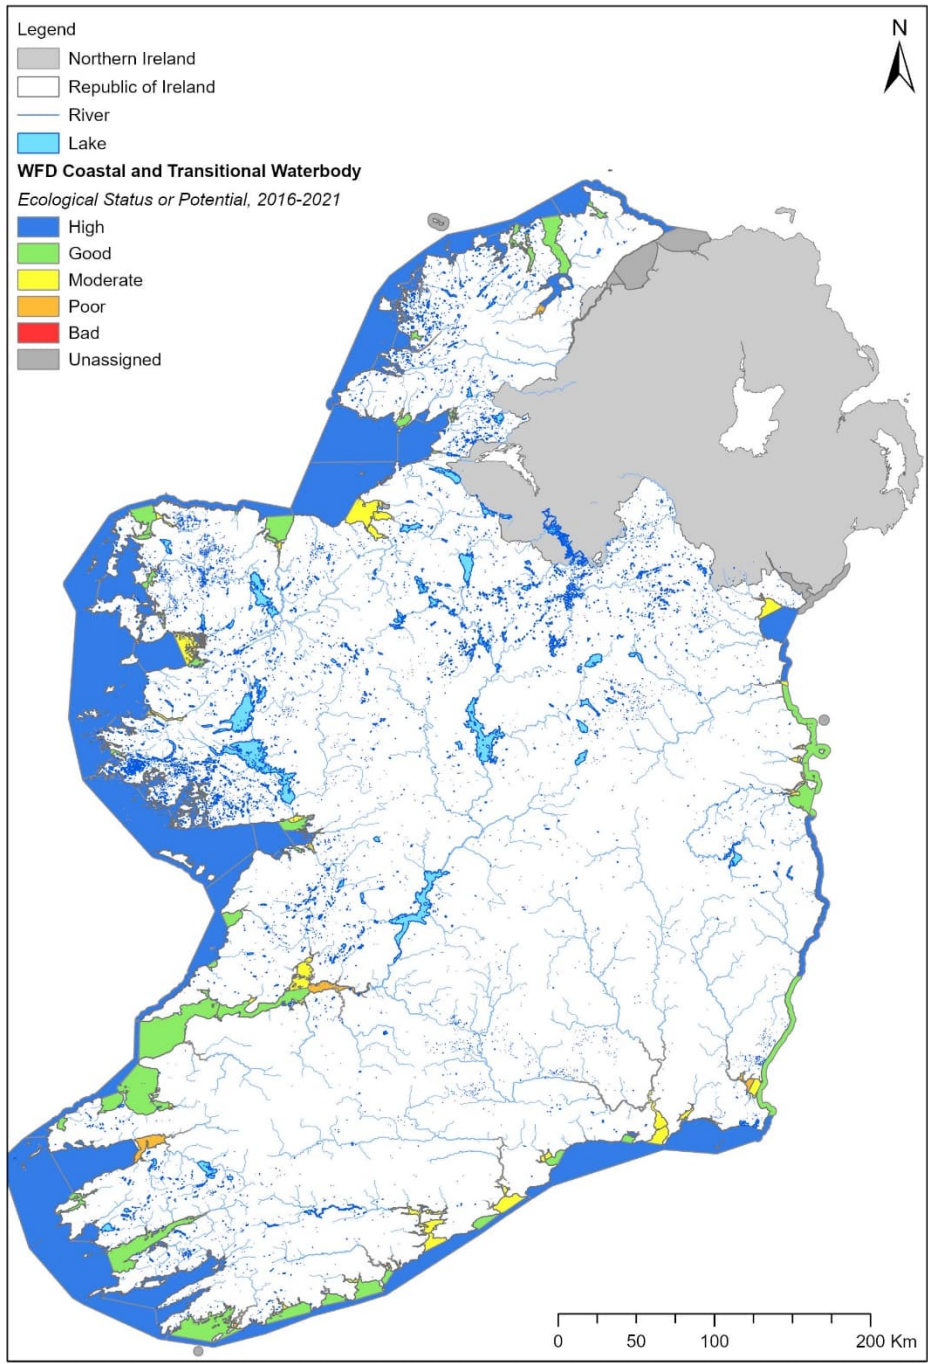 Legend
N
Northern Ireland
Republic of Ireland
River
Lake
WFD Coastal and Transitional Waterbody
Ecological Status or Potential, 2016-2021
High
Good
Moderate
Poor
Bad
Unassigned
0 50 100 200 Km